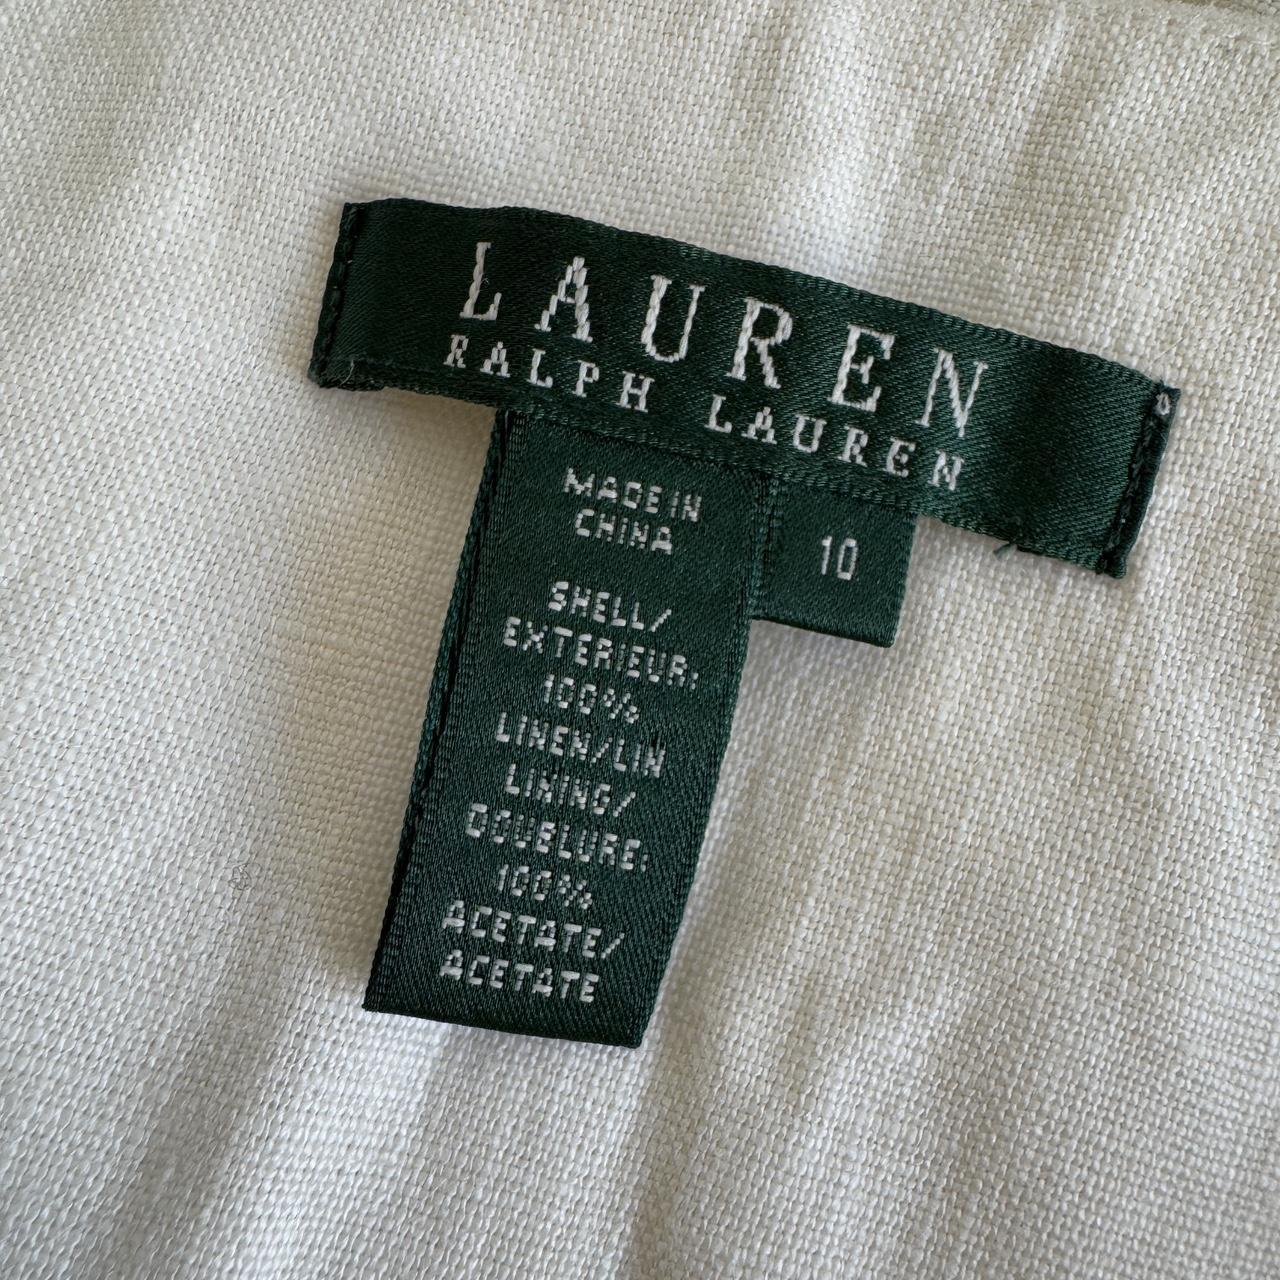 LAUREN
RALPH LAUREN
MADE IN
CHINA
10
SHELL/
EXTERIEUR:
100%
LINEN/LIN
LINING/
DOUBLURE:
100%
ACETATE/
ACETATE